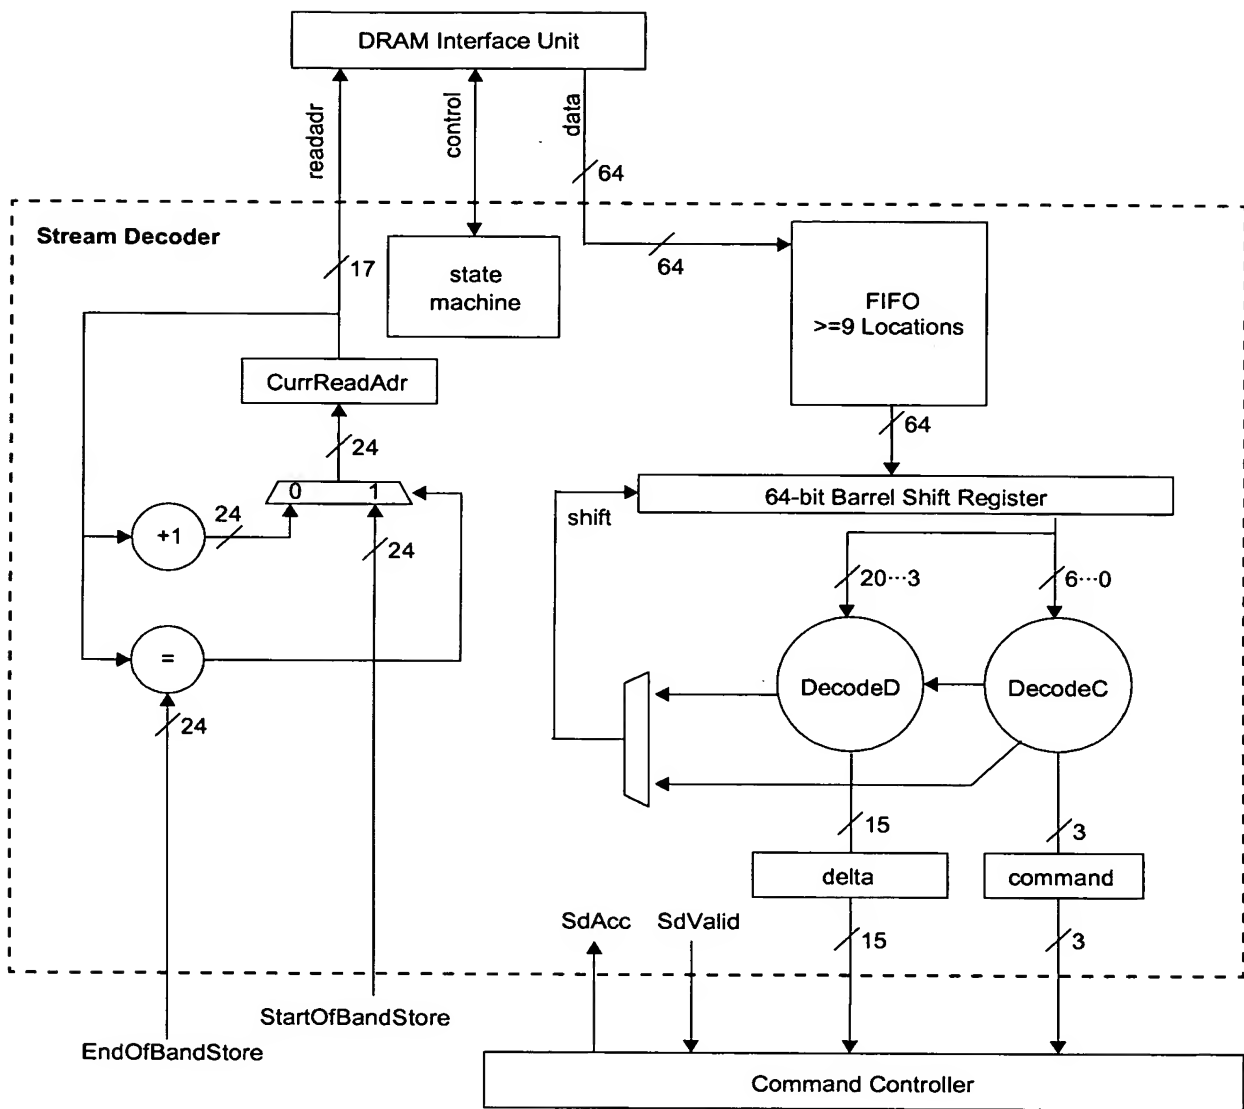 DRAM Interface Unit
readadr
control
data
64
Stream Decoder
17
state
machine
64
FIFO
>=9 Locations
CurrReadAdr
24
64
0 1
64-bit Barrel Shift Register
shift
+1
24
24
20···3
6···0
=
DecodeD
DecodeC
24
15
3
delta
command
SdAcc
SdValid
15
3
StartOfBandStore
EndOfBandStore
Command Controller